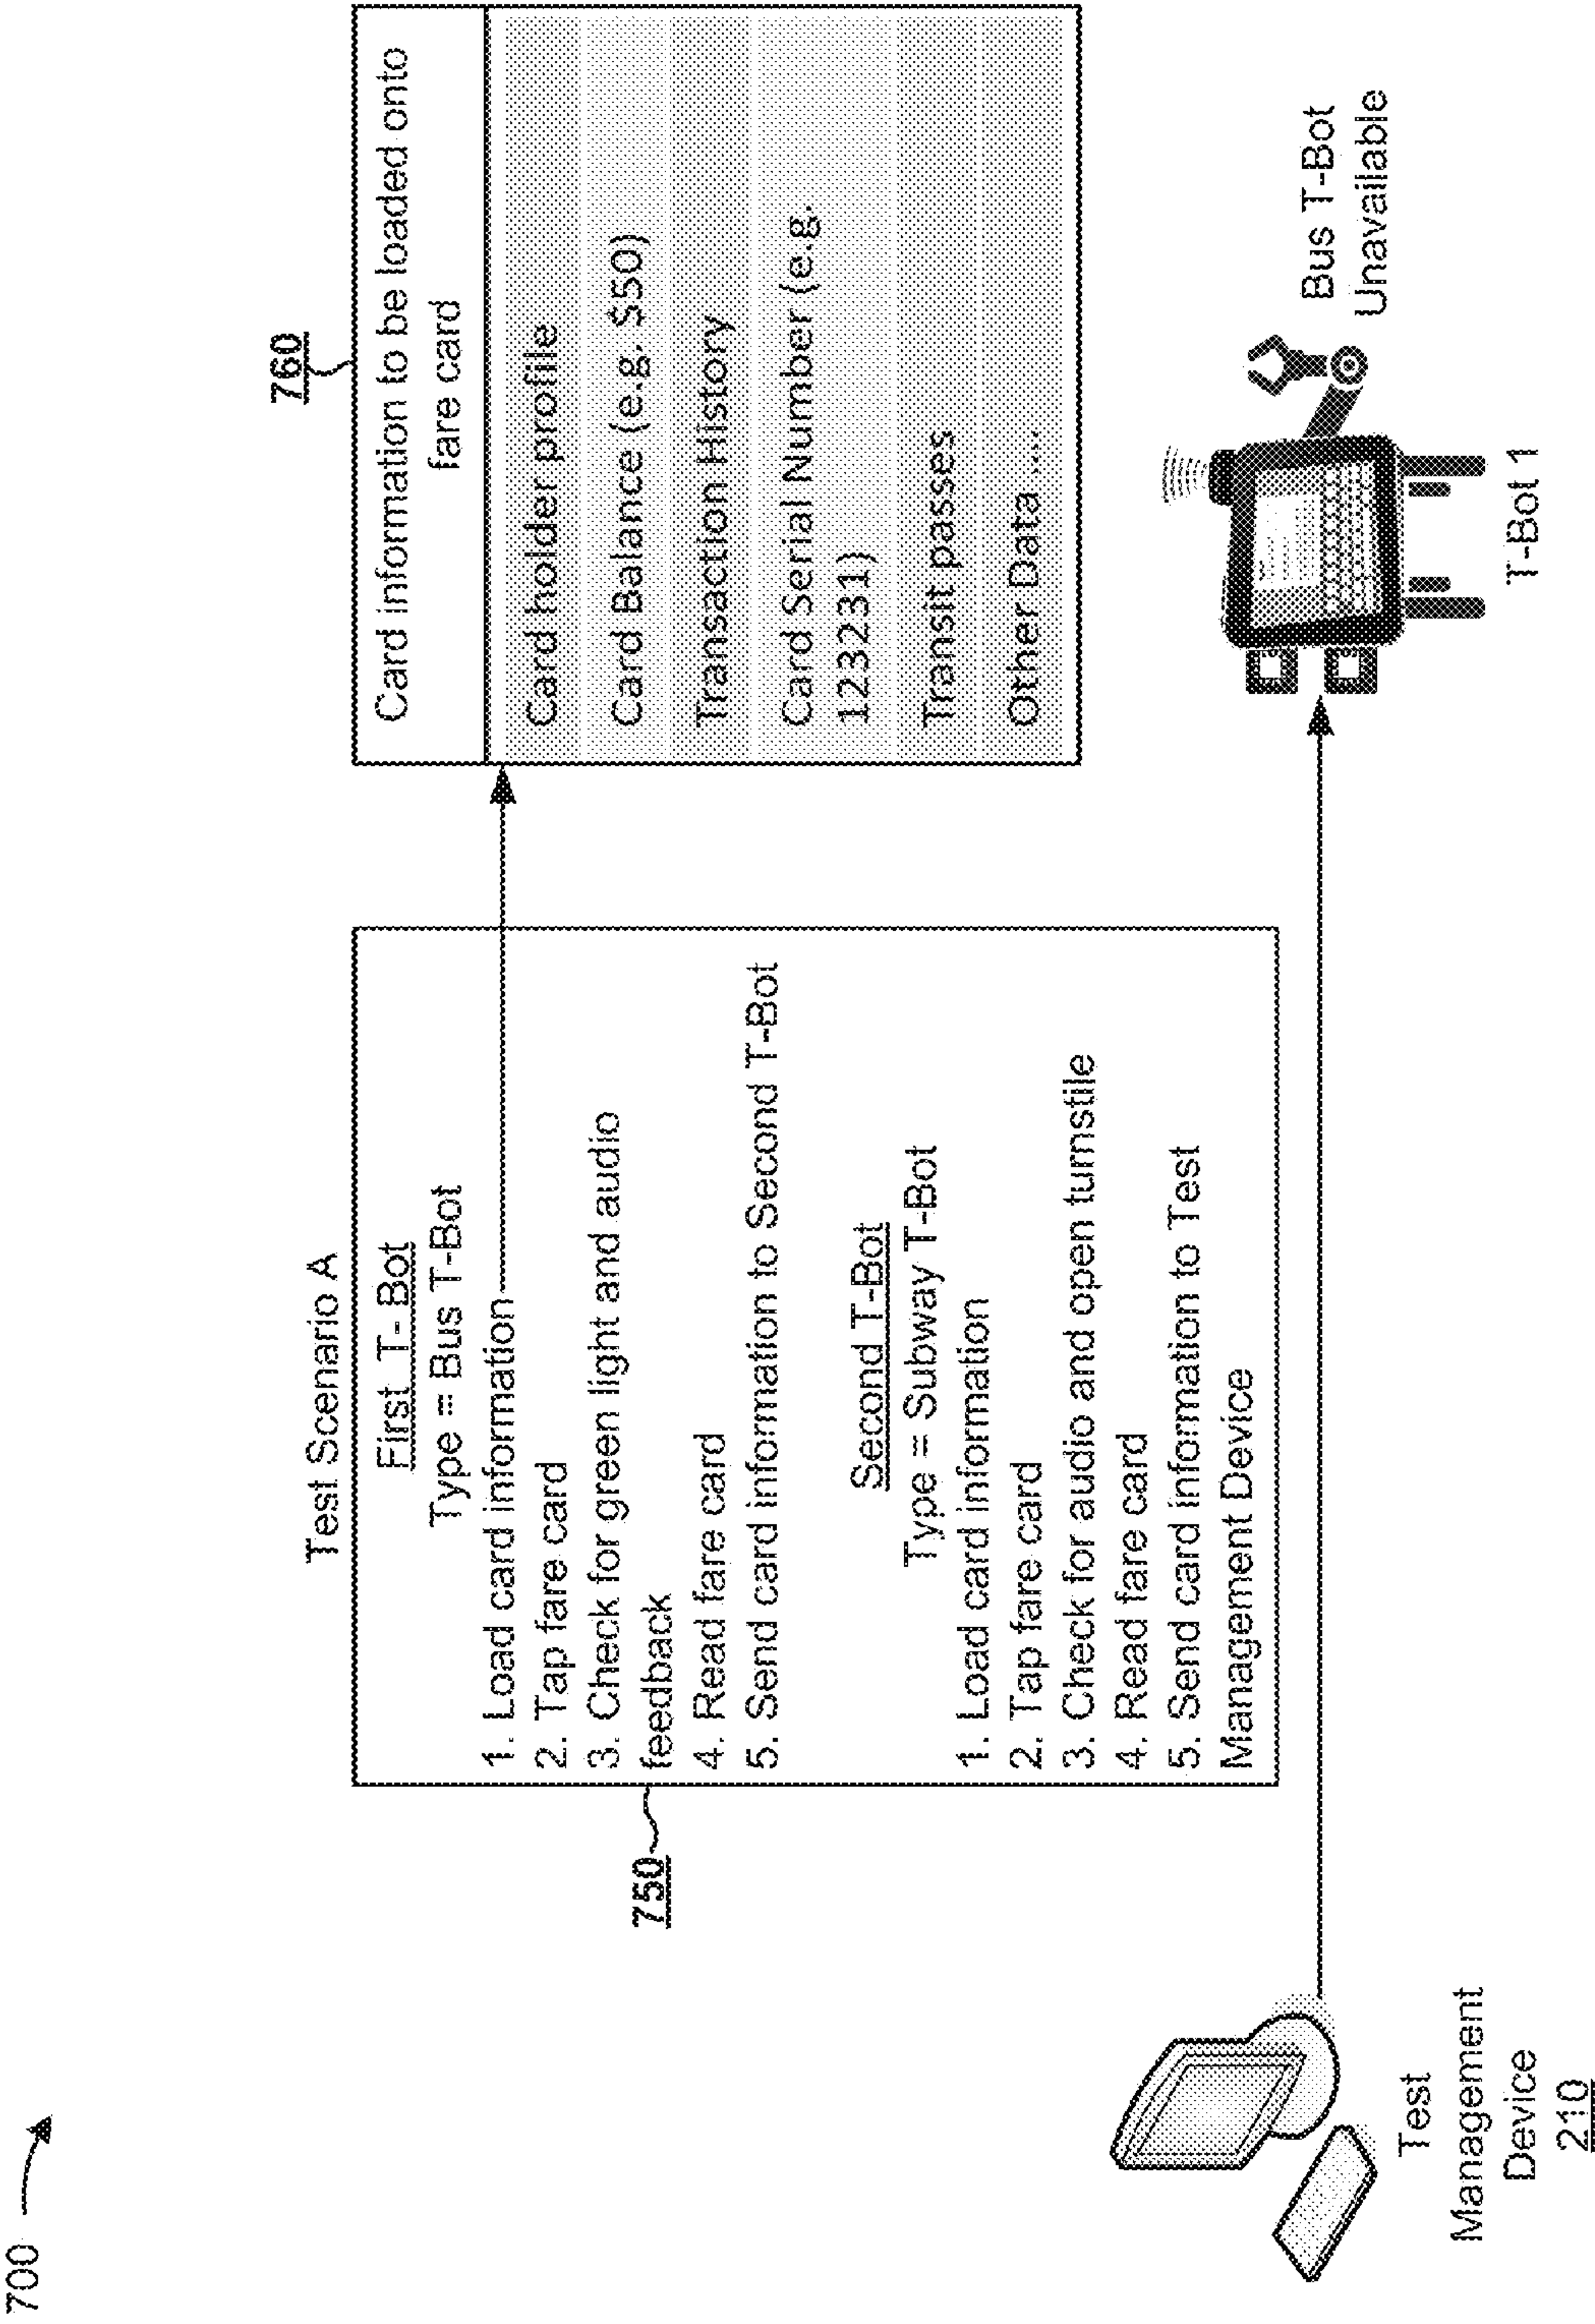 700
Test Scenario A
First T- Bot
Type = Bus T-Bot
1. Load card information
2. Tap fare card
3. Check for green light and audio
feedback
4. Read fare card
5. Send card information to Second T-Bot
Second T-Bot
Type = Subway T-Bot
1. Load card information
2. Tap fare card
3. Check for audio and open turnstile
4. Read fare card
5. Send card information to Test
Management Device
750
760
Card information to be loaded onto
fare card
Card holder profile
Card Balance (e.g. $50)
Transaction History
Card Serial Number (e.g.
123231)
Transit passes
Other Data ....
Test
Management
Device
210
T-Bot 1
Bus T-Bot
Unavailable